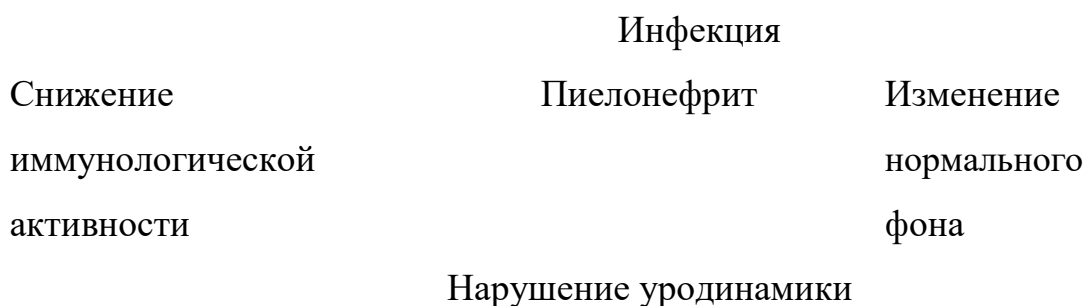 Инфекция
Снижение Пиелонефрит Изменение
иммунологической нормального
активности фона
Нарушение уродинамики